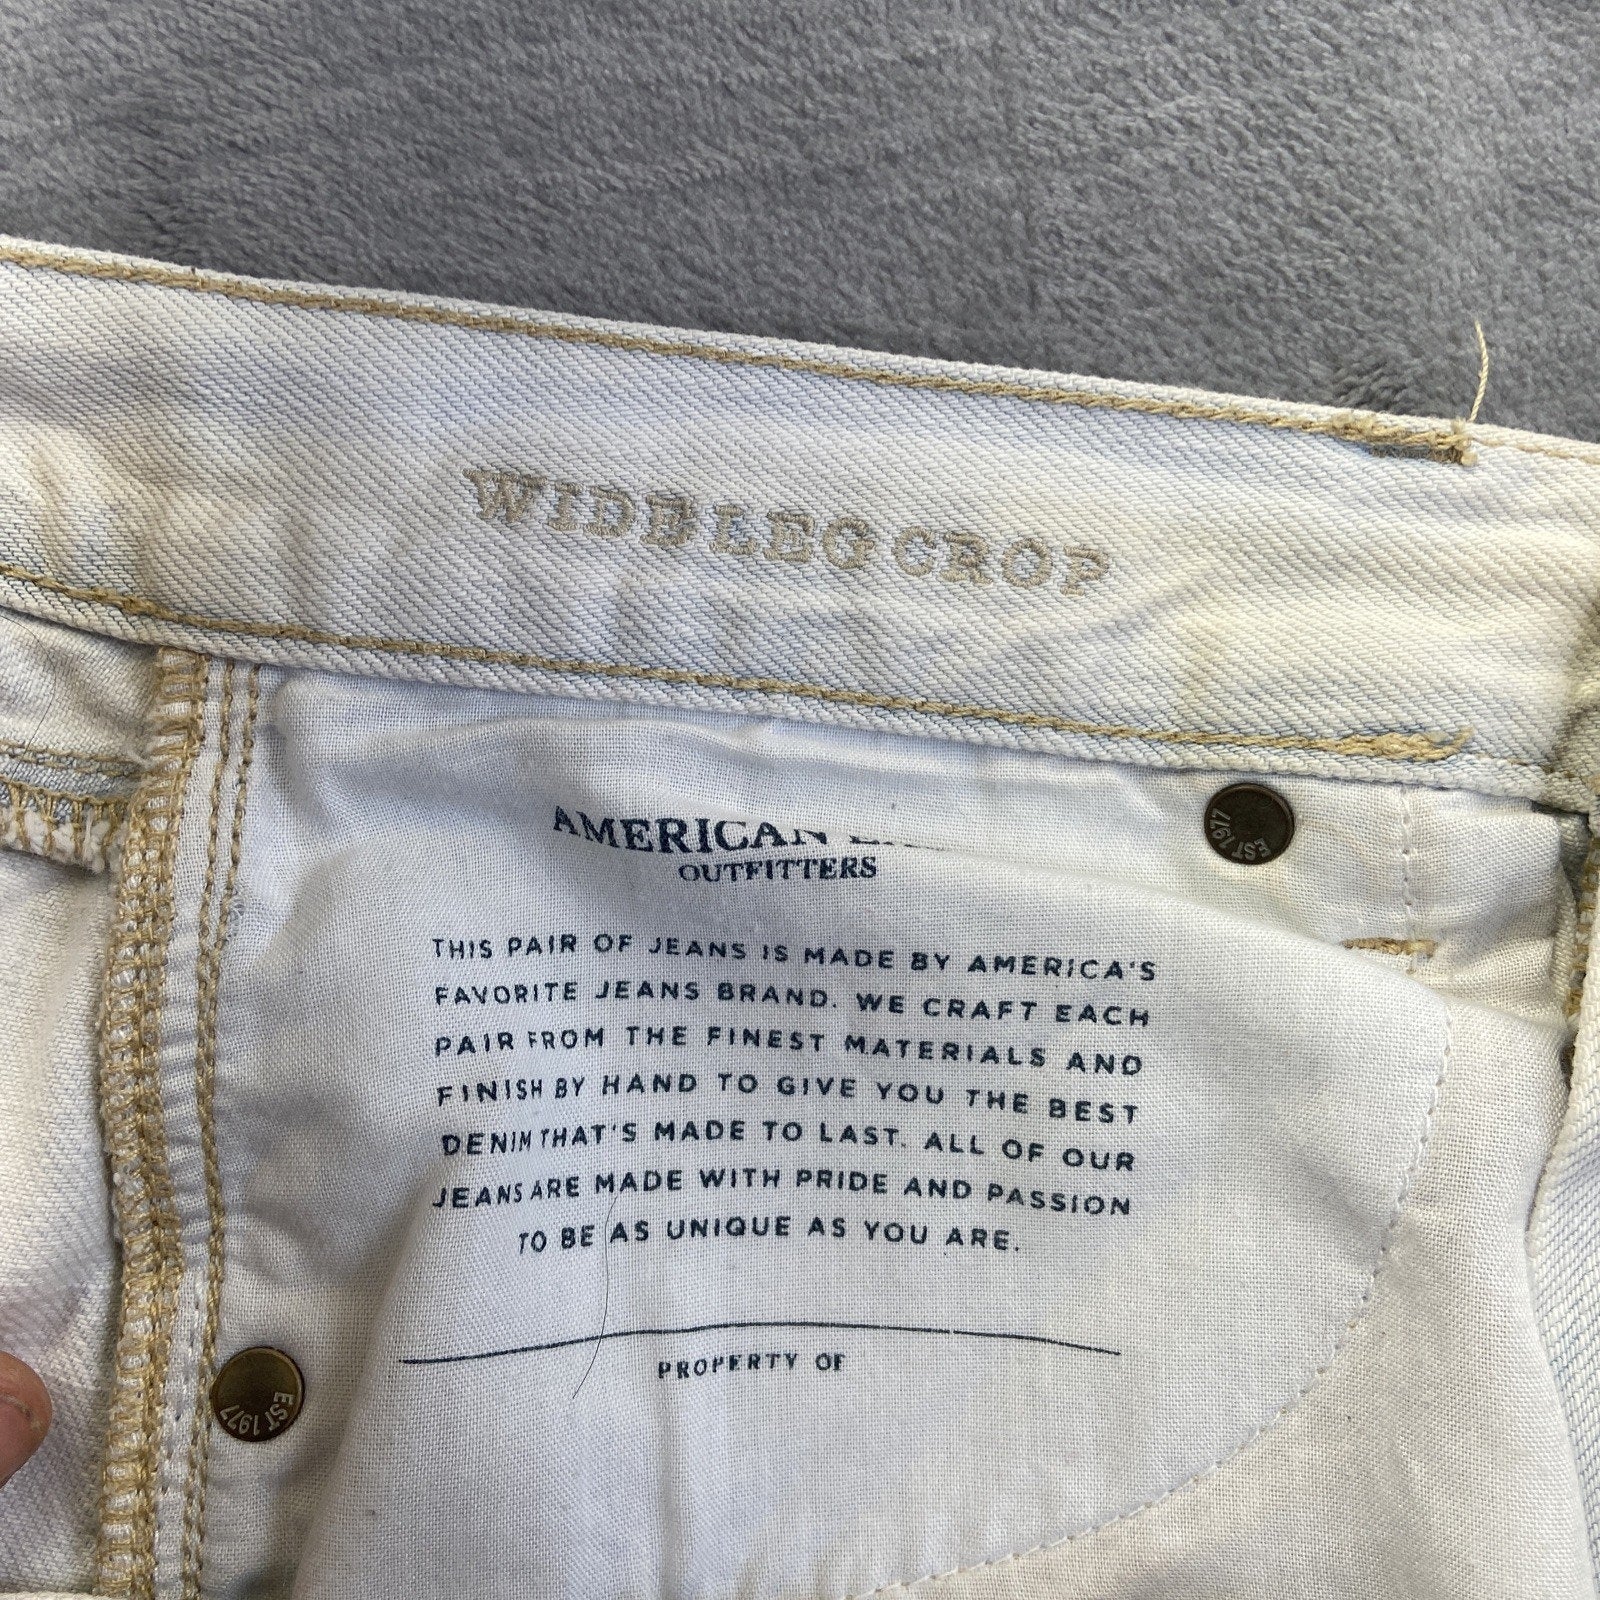 WIDE LEG CROP
AMERICAN
OUTFITTERS
EST 1977
THIS PAIR OF JEANS IS MADE BY AMERICA'S
FAVORITE JEANS BRAND. WE CRAFT EACH
PAIR FROM THE FINEST MATERIALS AND
FINISH BY HAND TO GIVE YOU THE BEST
DENIM THAT'S MADE TO LAST. ALL OF OUR
JEANS ARE MADE WITH PRIDE AND PASSION
TO BE AS UNIQUE AS YOU ARE.
PROPERTY OF
EST 1977